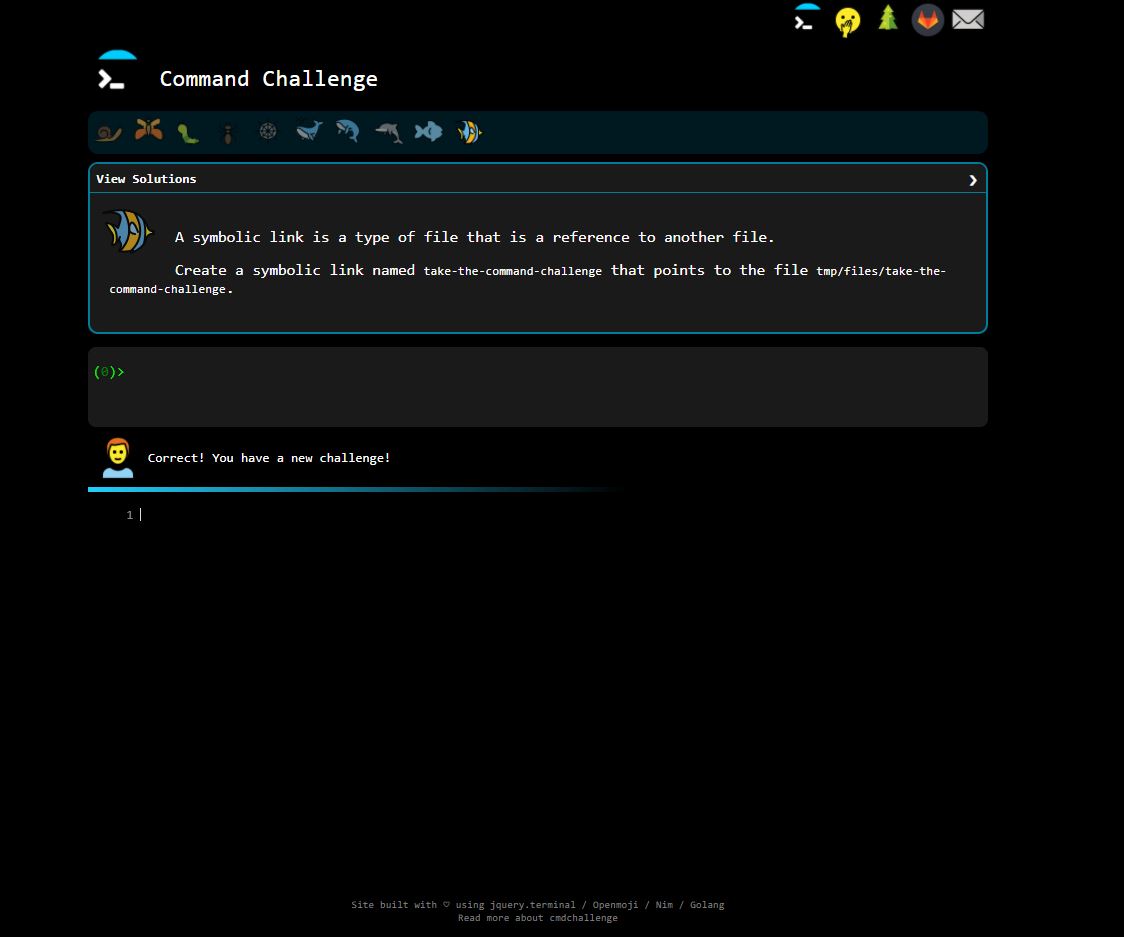 Command Challenge
View Solutions
A symbolic link is a type of file that is a reference to another file.
Create a symbolic link named take-the-command-challenge that points to the file tmp/files/take-the-
command-challenge.
(0)>
Correct! You have a new challenge!
1
Site built with ♡ using jquery.terminal / Openmoji / Nim / Golang
Read more about cmdchallenge